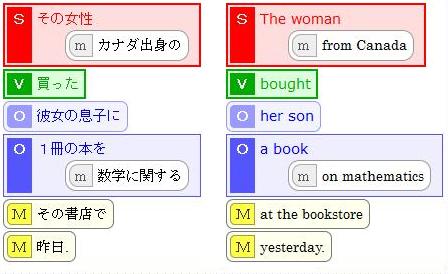 S その女性
m カナダ出身の
V 買った
O 彼女の息子に
O 1冊の本を
m 数学に関する
M その書店で
M 昨日.
S The woman
m from Canada
V bought
O her son
O a book
m on mathematics
M at the bookstore
M yesterday.